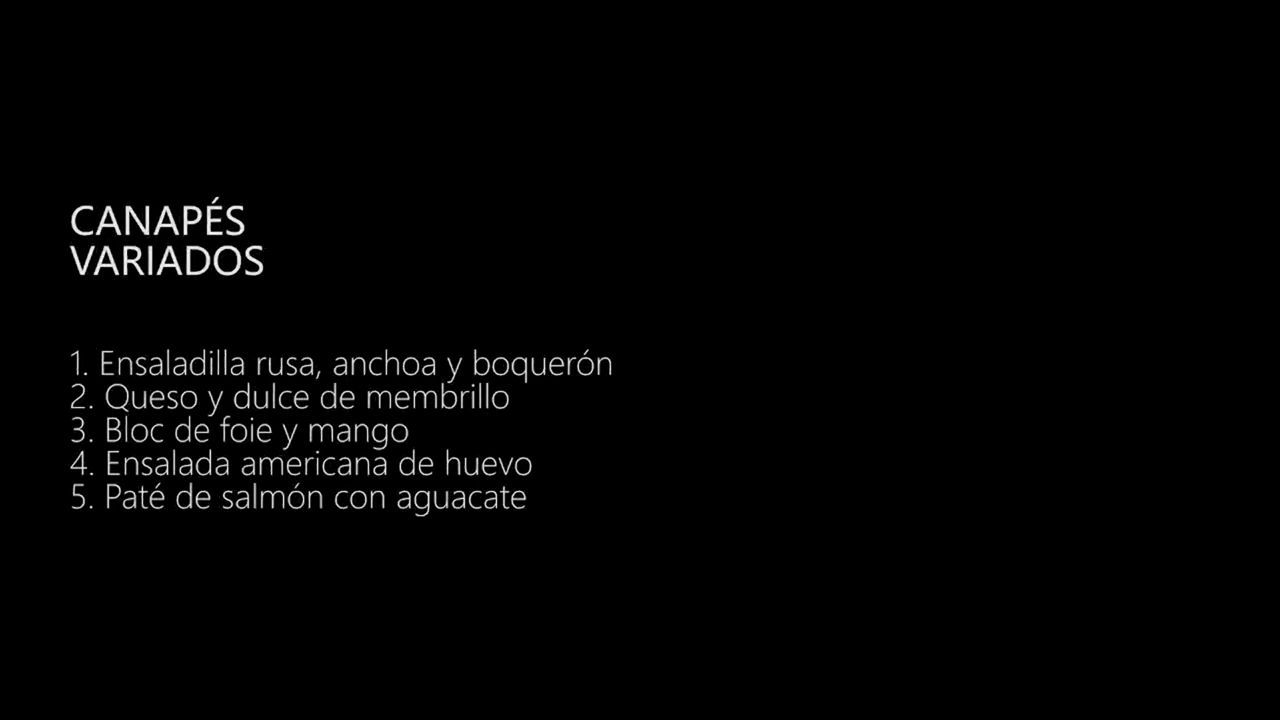 CANAPÉS
VARIADOS
1. Ensaladilla rusa, anchoa y boquerón
2. Queso y dulce de membrillo
3. Bloc de foie y mango
4. Ensalada americana de huevo
5. Paté de salmón con aguacate